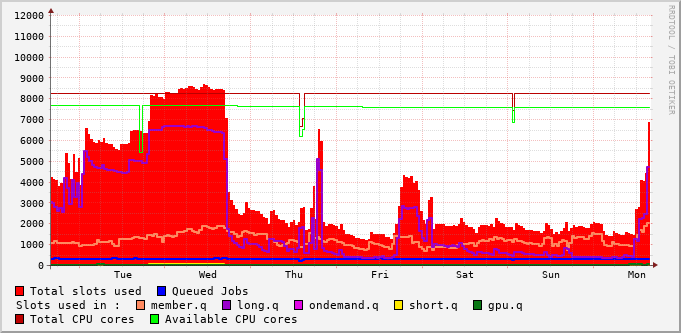 RRDTOOL / TOBI OETIKER
12000
11000
10000
9000
8000
7000
6000
5000
4000
3000
2000
1000
0
Tue Wed Thu Fri Sat Sun Mon
Total slots used Queued Jobs
Slots used in : member.q long.q ondemand.q short.q gpu.q
Total CPU cores Available CPU cores